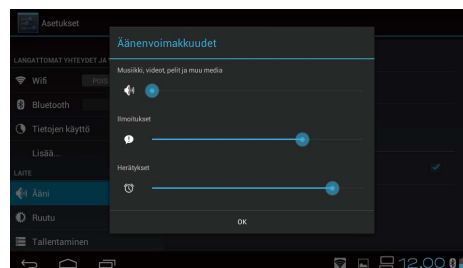 Asetukset
Äänenvoimakkuudet
LANGATTOMAT YHTEYDET JA
Musiikki, videot, pelit ja muu media
Wifi POIS
Bluetooth
Ilmoitukset
Tietojen käyttö
Lisää...
Herätykset
LAITE
Ääni
Ruutu
OK
Tallentaminen
12.00